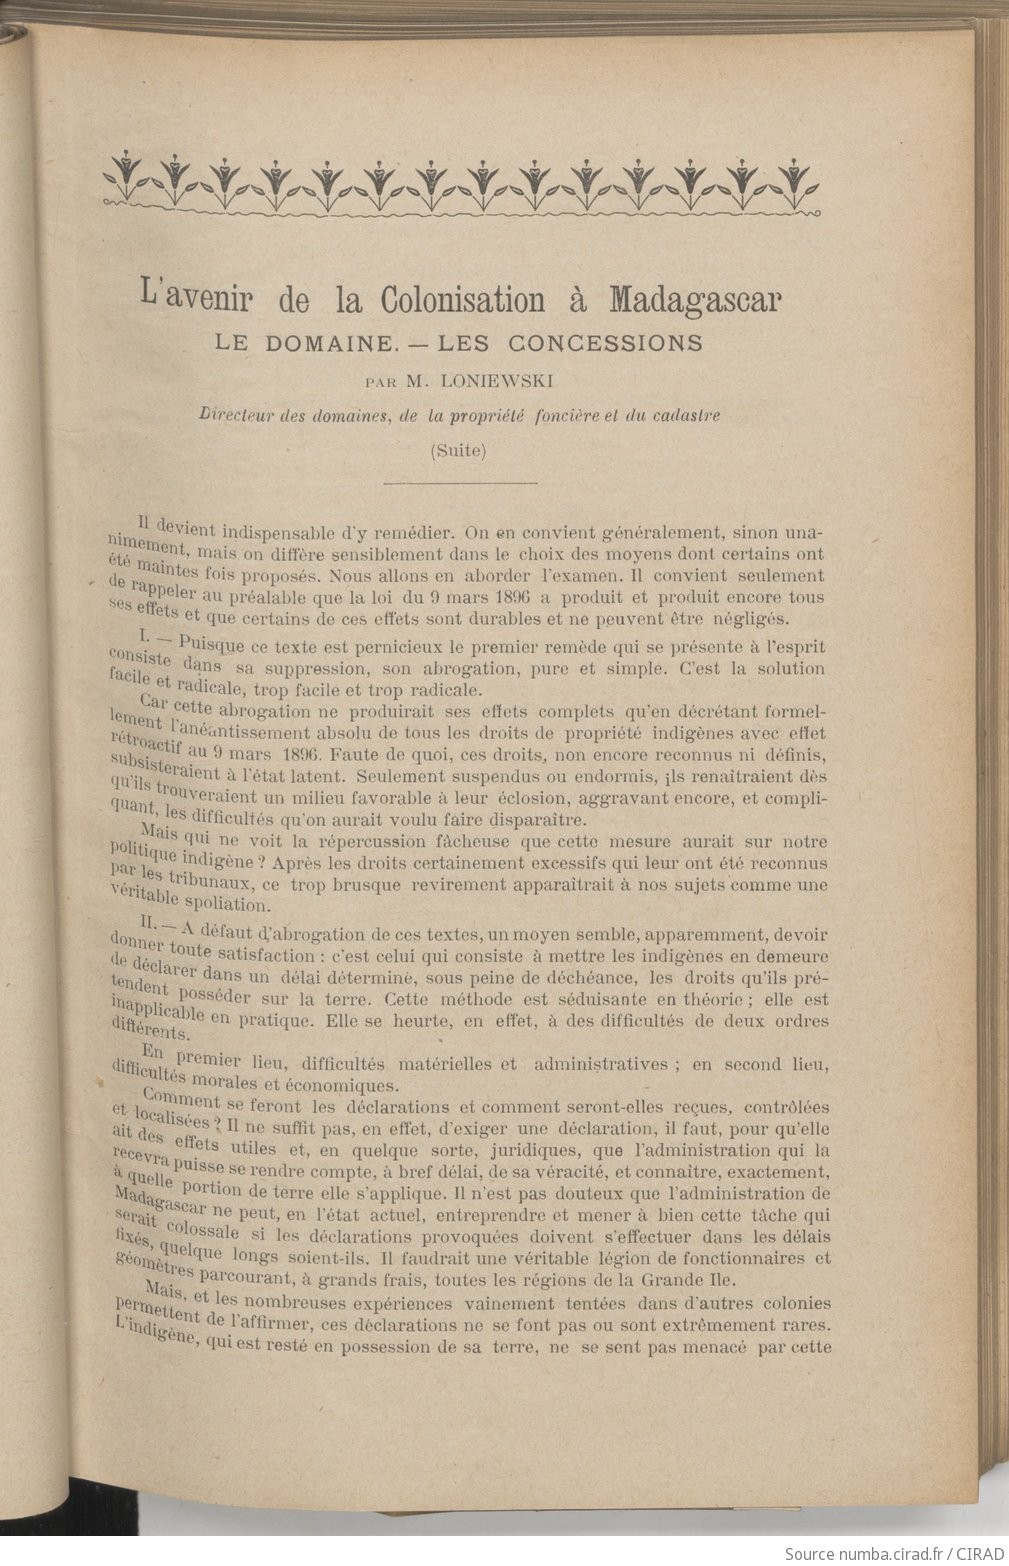 L'avenir de la Colonisation à Madagascar
LE DOMAINE. — LES CONCESSIONS
PAR M. LONIEWSKI
Directeur des domaines, de la propriété foncière et du cadastre
(Suite)
Il devient indispensable d'y remédier. On en convient généralement, sinon una-
nimement, mais on diffère sensiblement dans le choix des moyens dont certains ont
été maintes fois proposés. Nous allons en aborder l'examen. Il convient seulement
de rappeler au préalable que la loi du 9 mars 1896 a produit et produit encore tous
ses effets et que certains de ces effets sont durables et ne peuvent être négligés.
I. — Puisque ce texte est pernicieux le premier remède qui se présente à l'esprit
consiste dans sa suppression, son abrogation, pure et simple. C'est la solution
facile et radicale, trop facile et trop radicale.
Car cette abrogation ne produirait ses effets complets qu'en décrétant formel-
lement l'anéantissement absolu de tous les droits de propriété indigènes avec effet
rétroactif au 9 mars 1896. Faute de quoi, ces droits, non encore reconnus ni définis,
subsisteraient à l'état latent. Seulement suspendus ou endormis, ils renaîtraient dès
qu'ils trouveraient un milieu favorable à leur éclosion, aggravant encore, et compli-
quant, les difficultés qu'on aurait voulu faire disparaître.
Mais qui ne voit la répercussion fâcheuse que cette mesure aurait sur notre
politique indigène ? Après les droits certainement excessifs qui leur ont été reconnus
par les tribunaux, ce trop brusque revirement apparaîtrait à nos sujets comme une
véritable spoliation.
II. — A défaut d'abrogation de ces textes, un moyen semble, apparemment, devoir
donner toute satisfaction : c'est celui qui consiste à mettre les indigènes en demeure
de déclarer dans un délai déterminé, sous peine de déchéance, les droits qu'ils pré-
tendent posséder sur la terre. Cette méthode est séduisante en théorie ; elle est
inapplicable en pratique. Elle se heurte, en effet, à des difficultés de deux ordres
différents.
En premier lieu, difficultés matérielles et administratives ; en second lieu,
difficultés morales et économiques.
Comment se feront les déclarations et comment seront-elles reçues, contrôlées
et localisées ? Il ne suffit pas, en effet, d'exiger une déclaration, il faut, pour qu'elle
ait des effets utiles et, en quelque sorte, juridiques, que l'administration qui la
recevra puisse se rendre compte, à bref délai, de sa véracité, et connaître, exactement,
à quelle portion de terre elle s'applique. Il n'est pas douteux que l'administration de
Madagascar ne peut, en l'état actuel, entreprendre et mener à bien cette tâche qui
serait colossale si les déclarations provoquées doivent s'effectuer dans les délais
fixés, quelque longs soient-ils. Il faudrait une véritable légion de fonctionnaires et
géomètres parcourant, à grands frais, toutes les régions de la Grande Ile.
Mais, et les nombreuses expériences vainement tentées dans d'autres colonies
permettent de l'affirmer, ces déclarations ne se font pas ou sont extrêmement rares.
L'indigène, qui est resté en possession de sa terre, ne se sent pas menacé par cette
Source numba.cirad.fr / CIRAD